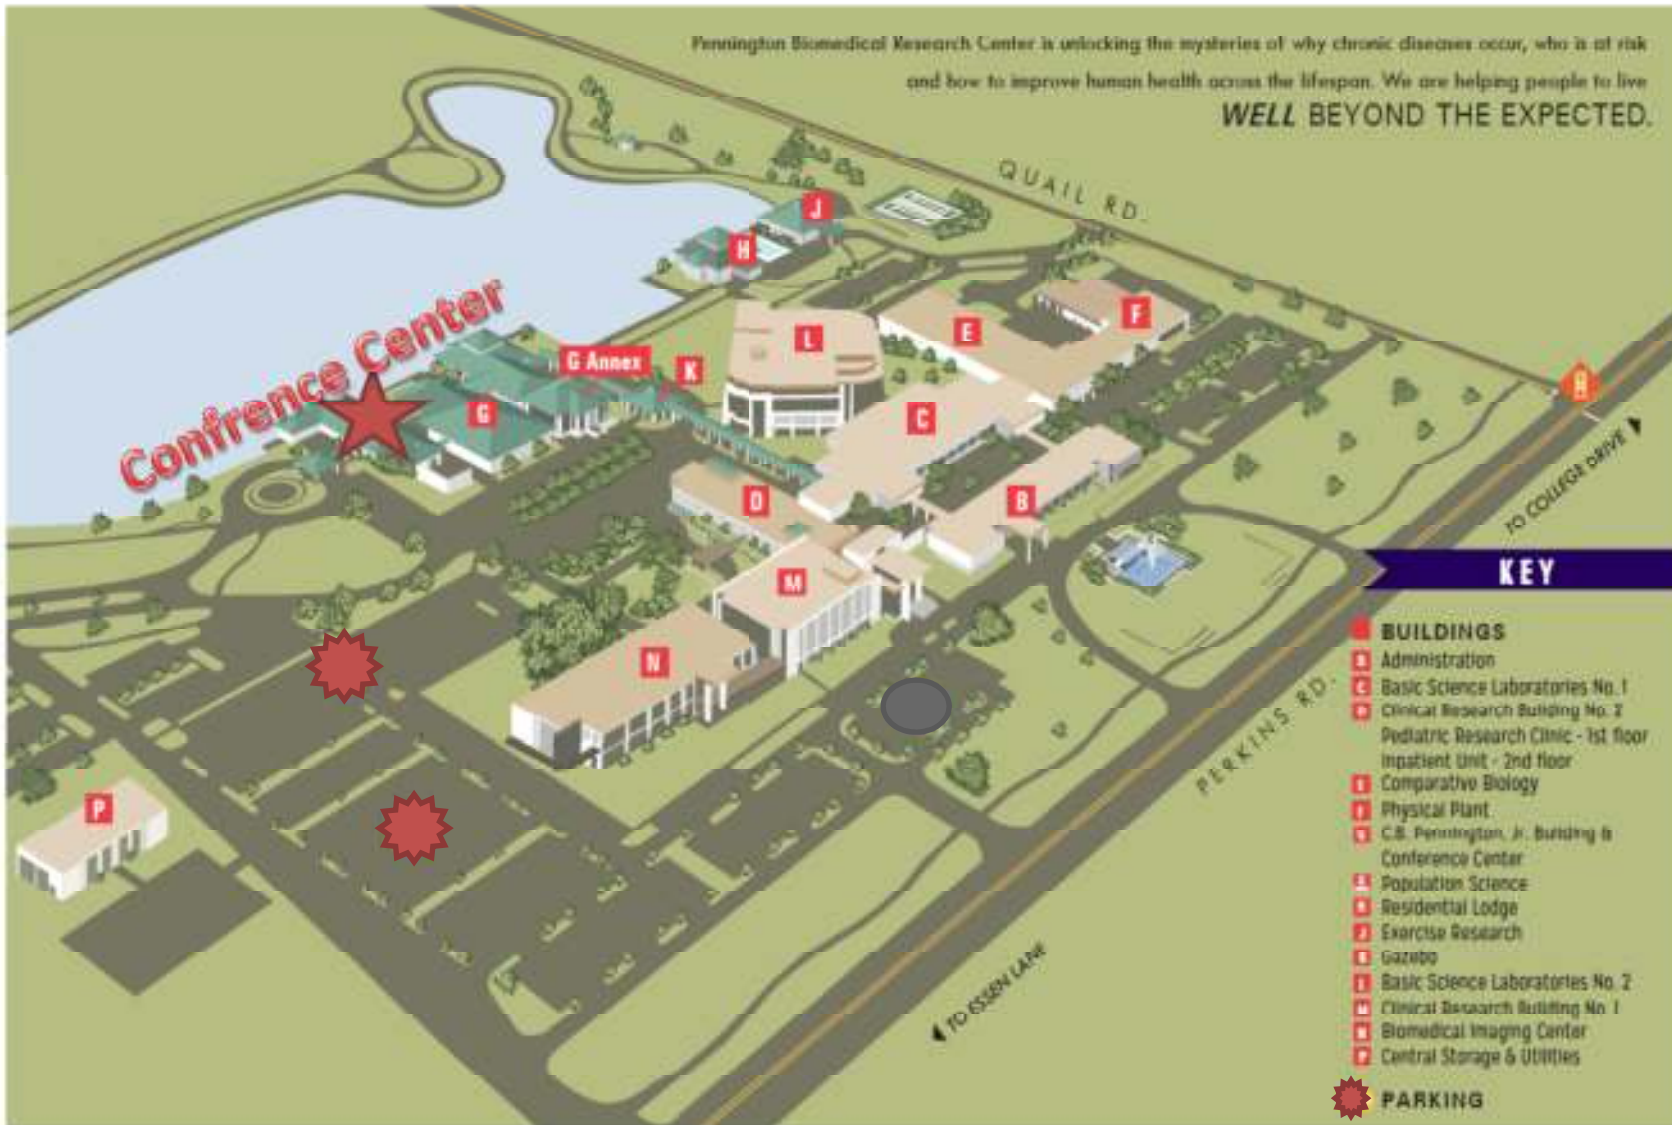 Pennington Biomedical Research Center is unlocking the mysteries of why chronic diseases occur, who is at risk
and how to improve human health across the lifespan. We are helping people to live
WELL BEYOND THE EXPECTED.
QUAIL RD.
J
H
Confrence Center
L
E
F
G Annex
K
G
C
D
B
M
N
P
TO COLLEGE DRIVE
PERKINS RD.
TO ESSEN LANE
KEY
BUILDINGS
Administration
C Basic Science Laboratories No. 1
Clinical Research Building No. 2
Pediatric Research Clinic - 1st floor
Inpatient Unit - 2nd floor
Comparative Biology
Physical Plant
C.B. Pennington, Jr. Building &
Conference Center
Population Science
Residential Lodge
J Exercise Research
Gazebo
Basic Science Laboratories No. 2
M Clinical Research Building No. 1
Biomedical Imaging Center
P Central Storage & Utilities
PARKING